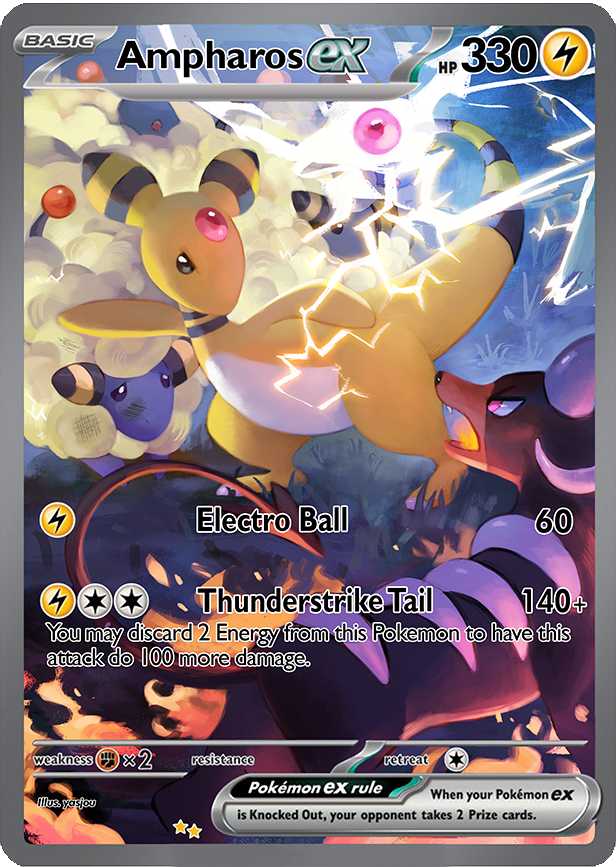 BASIC Ampharos ex HP 330
Electro Ball 60
Thunderstrike Tail 140+
You may discard 2 Energy from this Pokemon to have this
attack do 100 more damage.
weakness ×2 resistance retreat
Illus. yasjou
Pokémon ex rule When your Pokémon ex
is Knocked Out, your opponent takes 2 Prize cards.